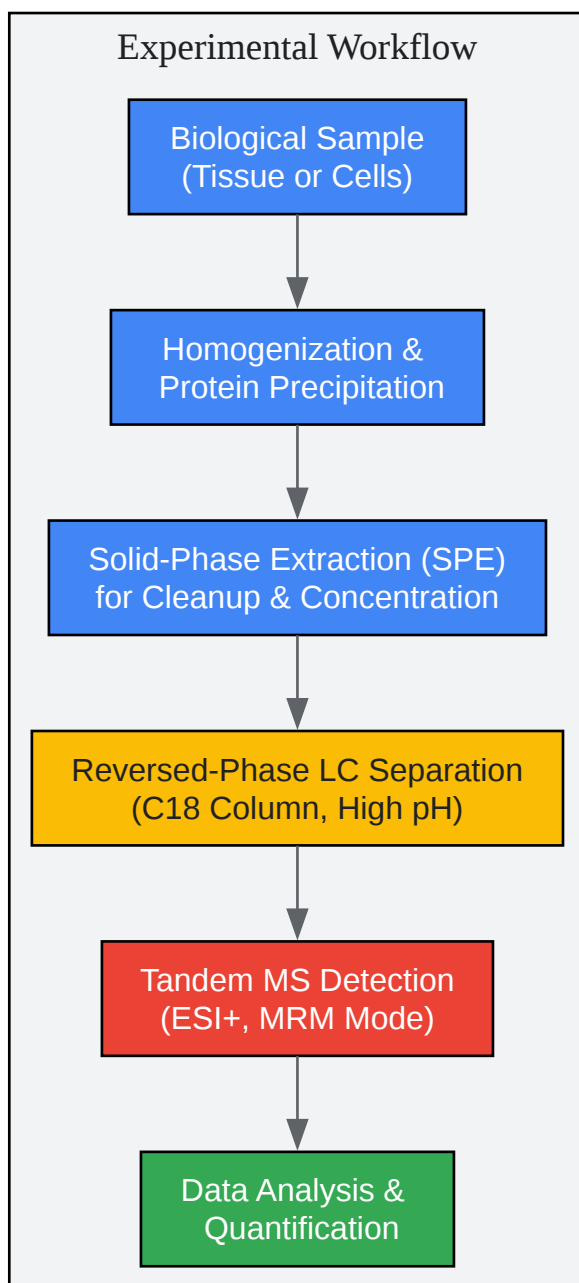 Experimental Workflow
Biological Sample
(Tissue or Cells)
Homogenization &
Protein Precipitation
Solid-Phase Extraction (SPE)
for Cleanup & Concentration
Reversed-Phase LC Separation
(C18 Column, High pH)
Tandem MS Detection
(ESI+, MRM Mode)
Data Analysis &
Quantification